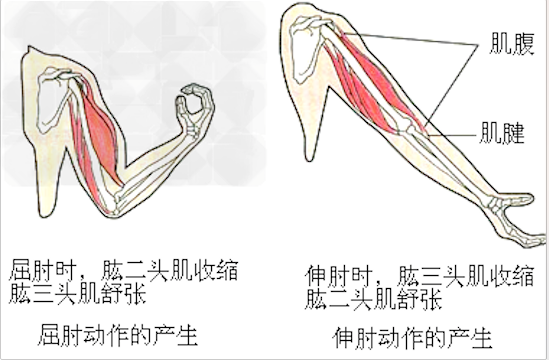 肌腹
肌腱
屈肘时，肱二头肌收缩
肱三头肌舒张
屈肘动作的产生
伸肘时，肱三头肌收缩
肱二头肌舒张
伸肘动作的产生